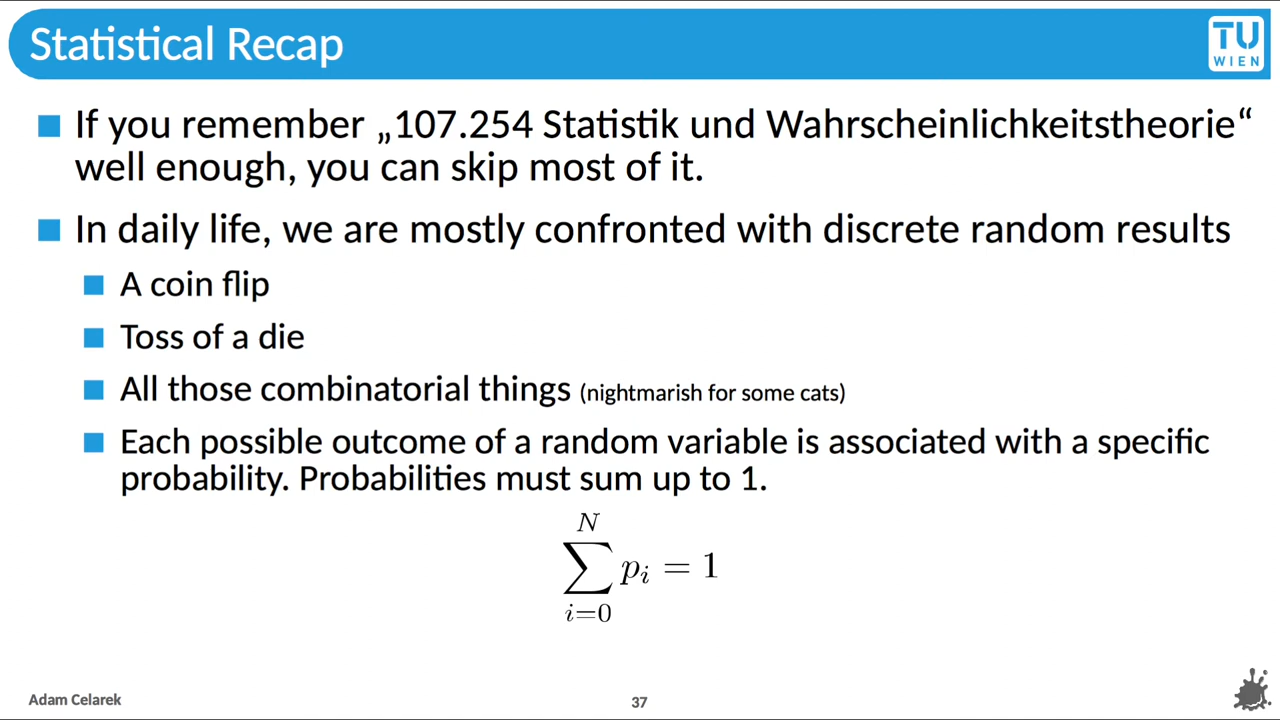 Statistical Recap
TU
WIEN
If you remember „107.254 Statistik und Wahrscheinlichkeitstheorie“
well enough, you can skip most of it.
In daily life, we are mostly confronted with discrete random results
A coin flip
Toss of a die
All those combinatorial things (nightmarish for some cats)
Each possible outcome of a random variable is associated with a specific
probability. Probabilities must sum up to 1.
N
∑ pᵢ = 1
i=0
Adam Celarek
37